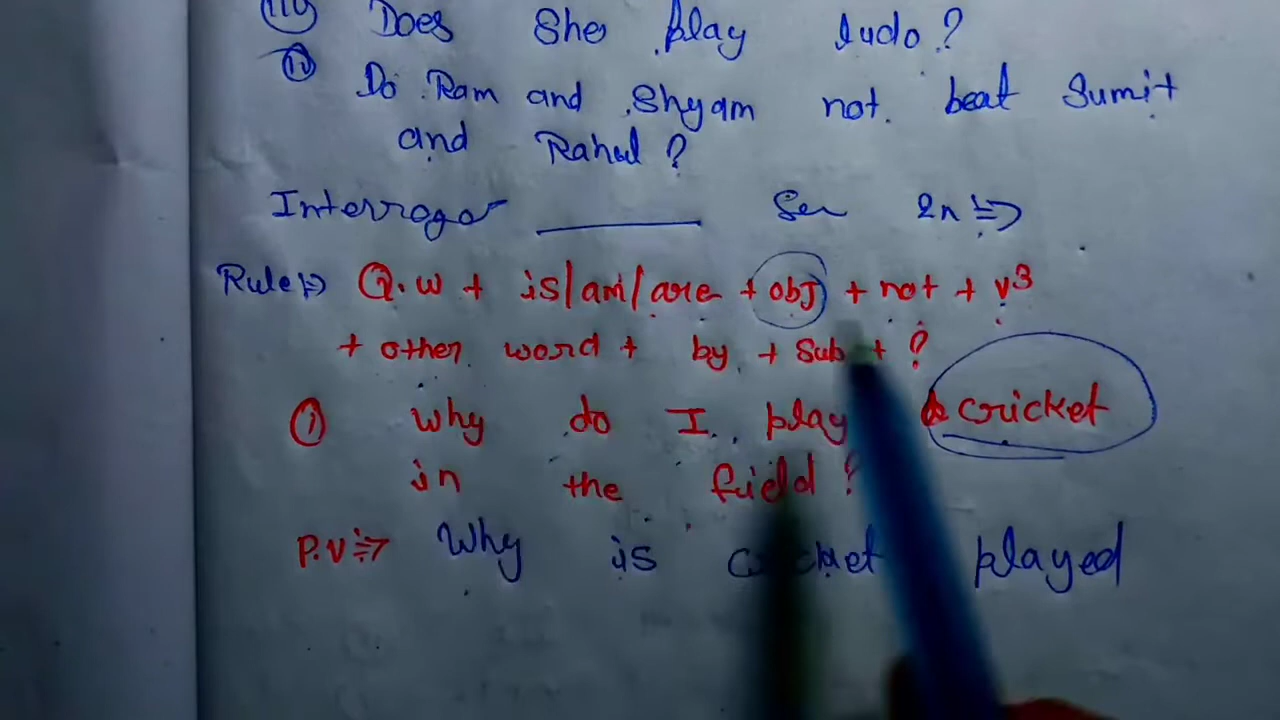 (iii) Does She play ludo?
(iv) Do Ram and Shyam not beat Sumit
and Rahul?
Interrogar ______ Sen 2n =>
Rule:=> Q.w + is/am/are + obj + not + v3
+ other word + by + Sub + ?
① why do I play cricket
in the field?
P.V => Why is cricket played